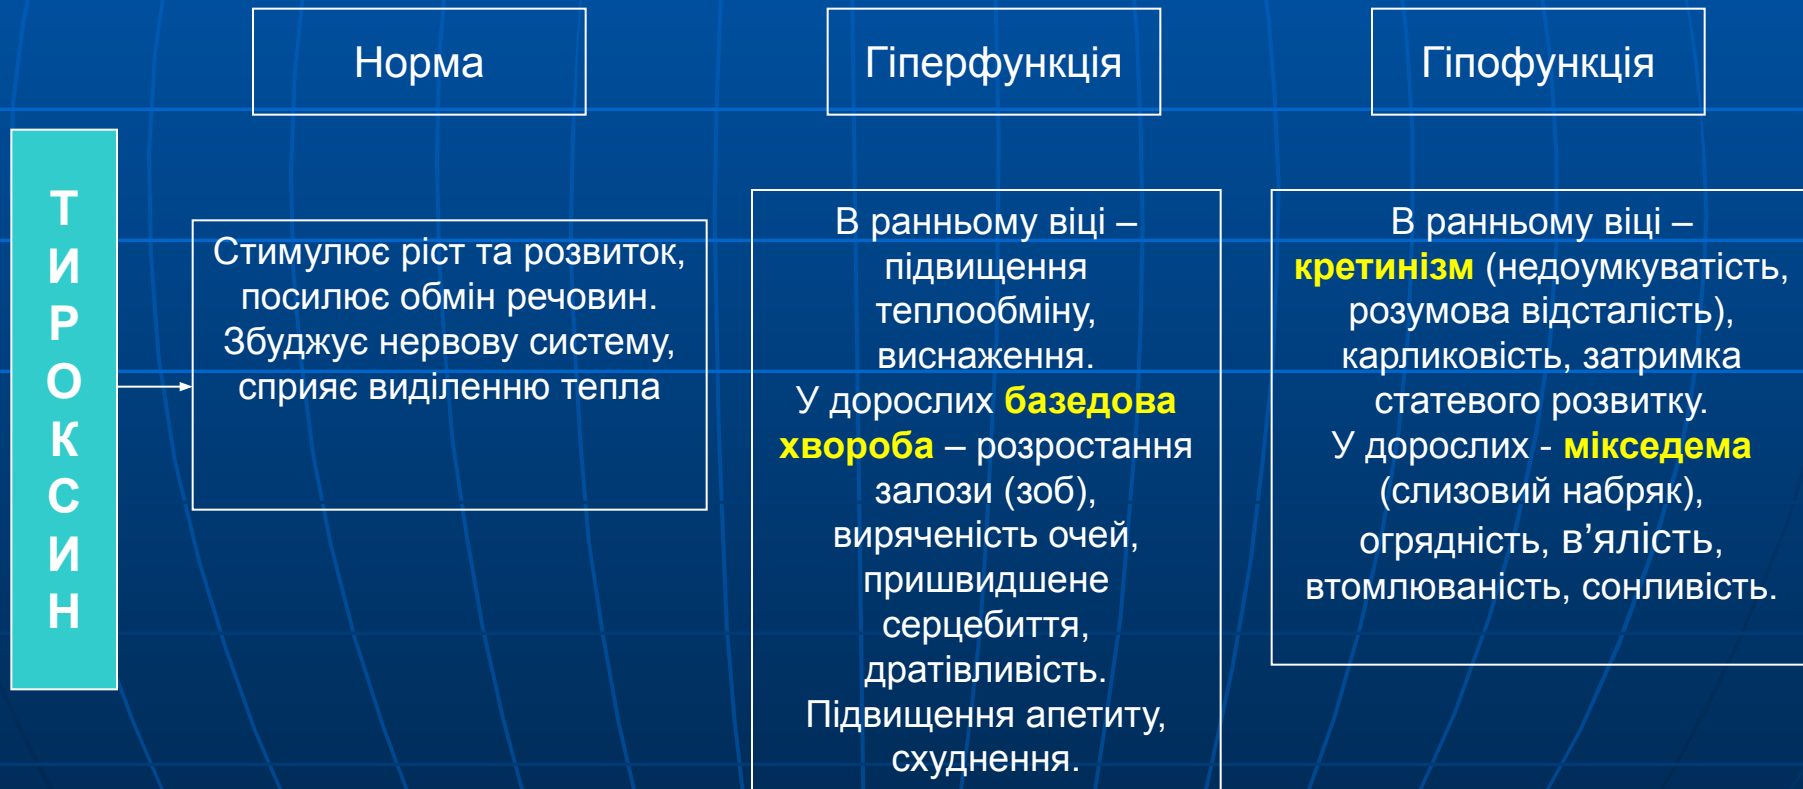 Норма
Гіперфункція
Гіпофункція
Т
И
Р
О
К
С
И
Н
Стимулює ріст та розвиток,
посилює обмін речовин.
Збуджує нервову систему,
сприяє виділенню тепла
В ранньому віці –
підвищення
теплообміну,
виснаження.
У дорослих базедова
хвороба – розростання
залози (зоб),
виряченість очей,
пришвидшене
серцебиття,
дратівливість.
Підвищення апетиту,
схуднення.
В ранньому віці –
кретинізм (недоумкуватість,
розумова відсталість),
карликовість, затримка
статевого розвитку.
У дорослих - мікседема
(слизовий набряк),
огрядність, в’ялість,
втомлюваність, сонливість.